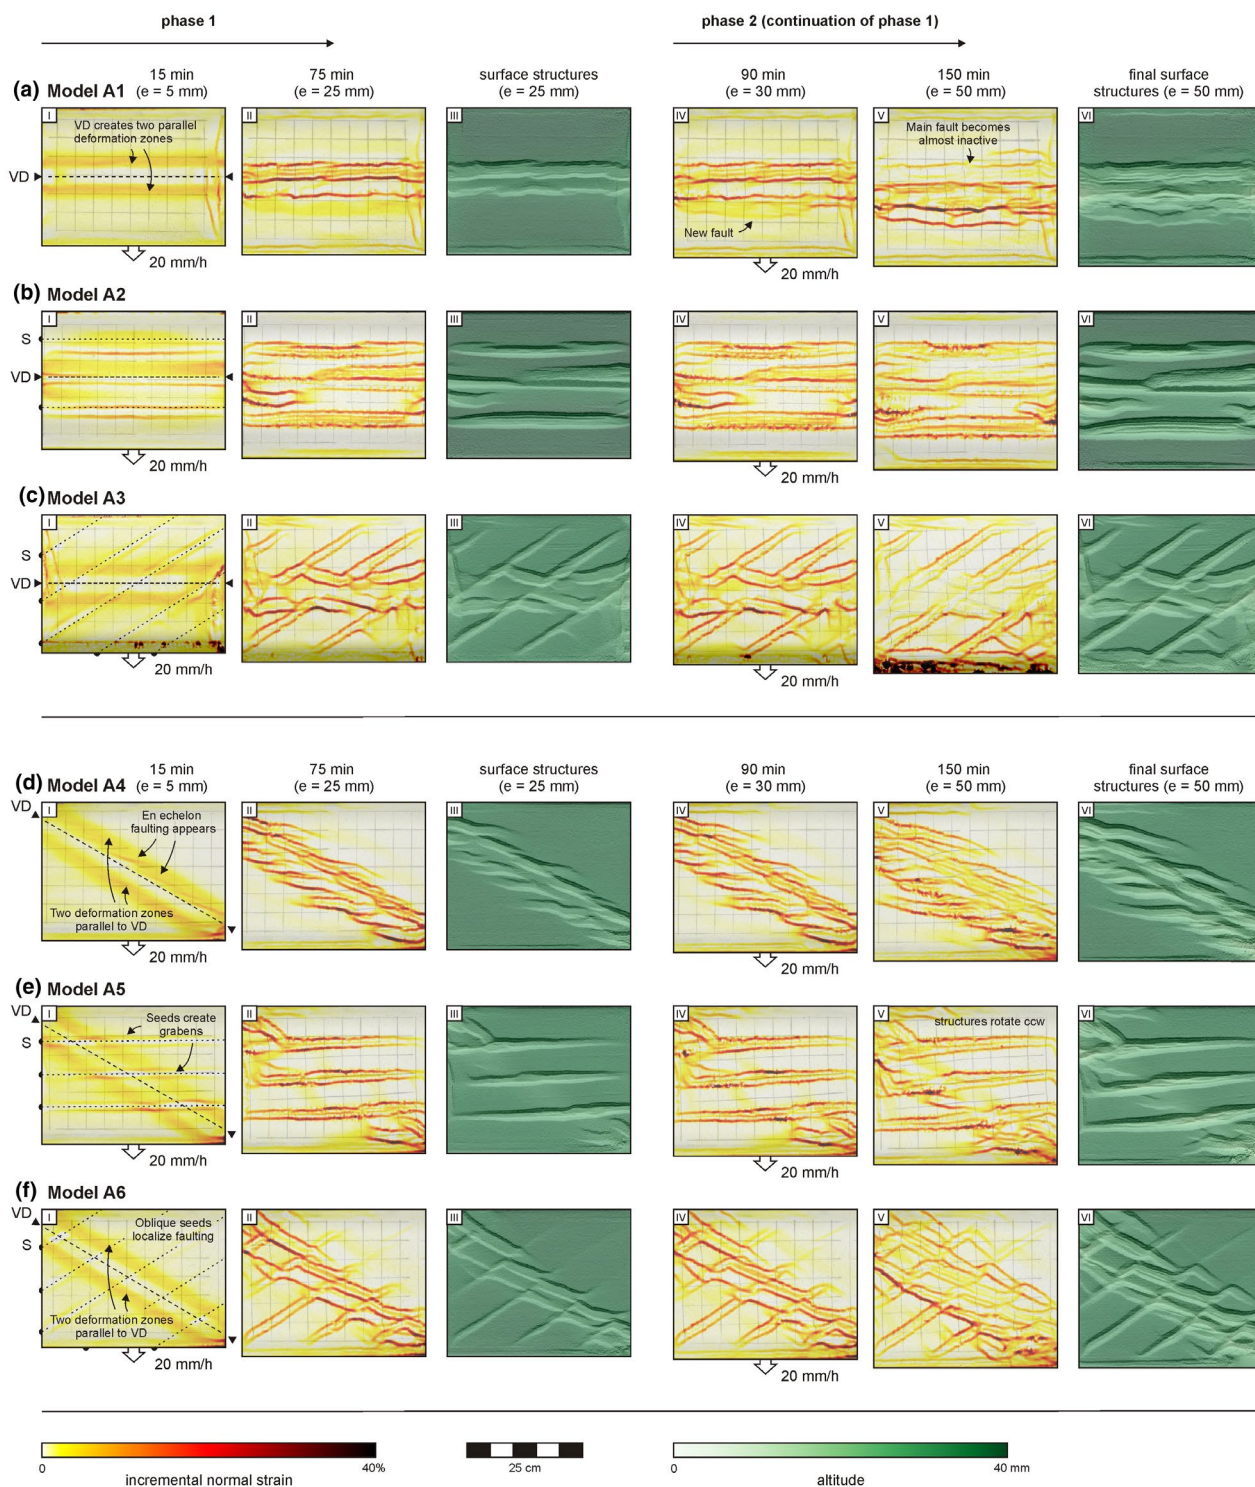 phase 1
phase 2 (continuation of phase 1)
15 min
(e = 5 mm)
75 min
(e = 25 mm)
surface structures
(e = 25 mm)
90 min
(e = 30 mm)
150 min
(e = 50 mm)
final surface
structures (e = 50 mm)
(a) Model A1
I
VD creates two parallel
deformation zones
VD
20 mm/h
II
III
IV
New fault
20 mm/h
V
Main fault becomes
almost inactive
VI
(b) Model A2
I
S
VD
20 mm/h
II
III
IV
20 mm/h
V
VI
(c) Model A3
I
S
VD
20 mm/h
II
III
IV
20 mm/h
V
VI
15 min
(e = 5 mm)
75 min
(e = 25 mm)
surface structures
(e = 25 mm)
90 min
(e = 30 mm)
150 min
(e = 50 mm)
final surface
structures (e = 50 mm)
(d) Model A4
VD
I
En echelon
faulting appears
Two deformation zones
parallel to VD
20 mm/h
II
III
IV
20 mm/h
V
VI
(e) Model A5
VD
I
S
Seeds create
grabens
20 mm/h
II
III
IV
20 mm/h
V
structures rotate ccw
VI
(f) Model A6
VD
I
S
Oblique seeds
localize faulting
Two deformation zones
parallel to VD
20 mm/h
II
III
IV
20 mm/h
V
VI
0
40%
incremental normal strain
25 cm
0
40 mm
altitude